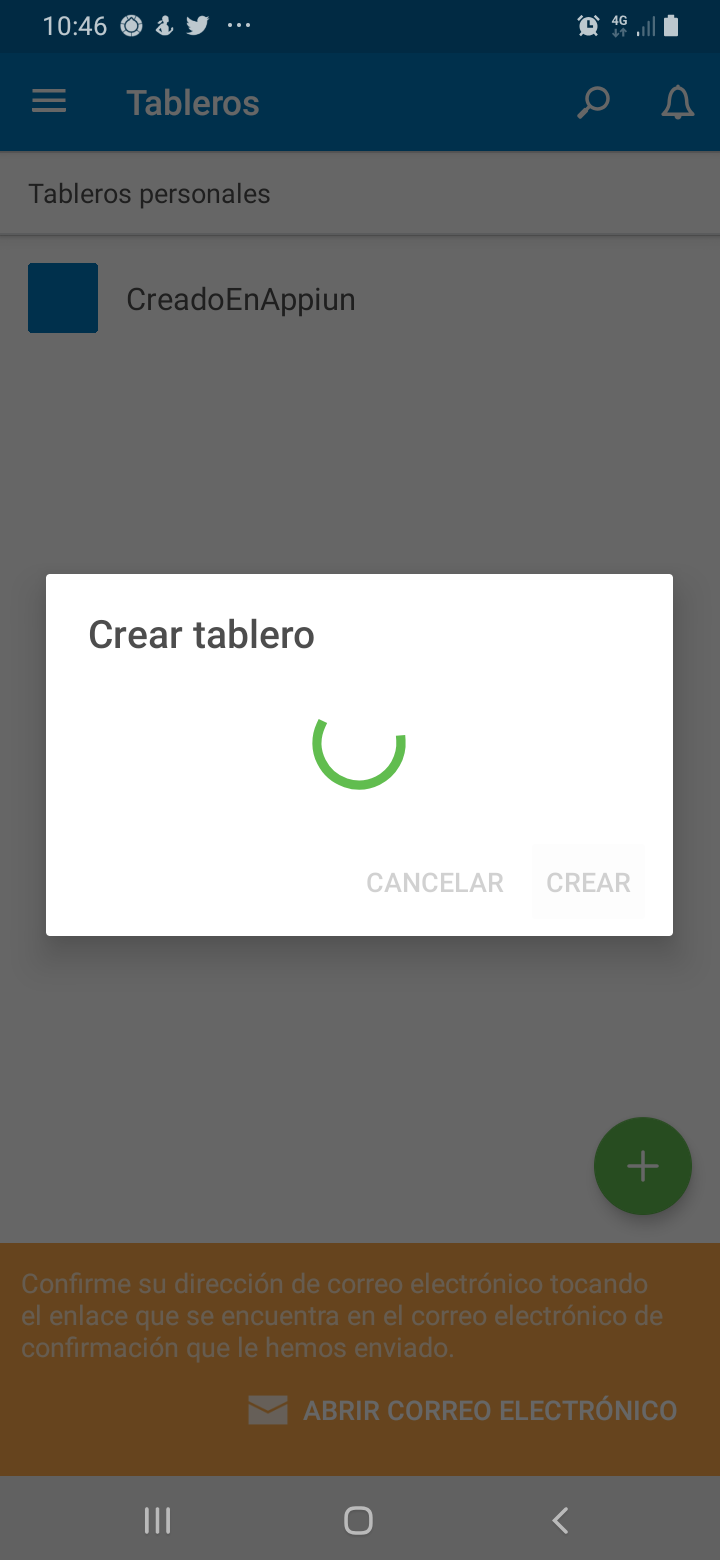 10:46
4G
Tableros
Tableros personales
CreadoEnAppiun
Crear tablero
CANCELAR CREAR
Confirme su dirección de correo electrónico tocando
el enlace que se encuentra en el correo electrónico de
confirmación que le hemos enviado.
ABRIR CORREO ELECTRÓNICO